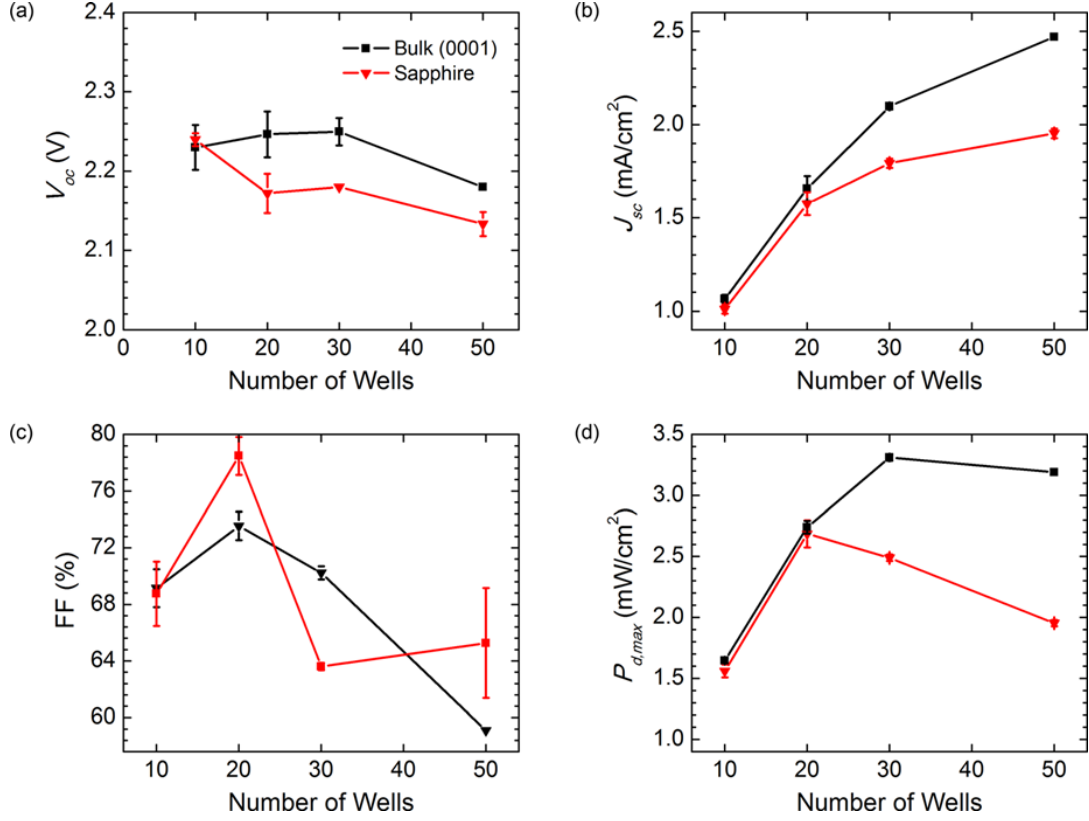 (a)
2.4
2.3
2.2
2.1
2.0
V_oc (V)
Bulk (0001)
Sapphire
0 10 20 30 40 50
Number of Wells
(b)
2.5
2.0
1.5
1.0
J_sc (mA/cm²)
10 20 30 40 50
Number of Wells
(c)
80
76
72
68
64
60
FF (%)
10 20 30 40 50
Number of Wells
(d)
3.5
3.0
2.5
2.0
1.5
1.0
P_d,max (mW/cm²)
10 20 30 40 50
Number of Wells